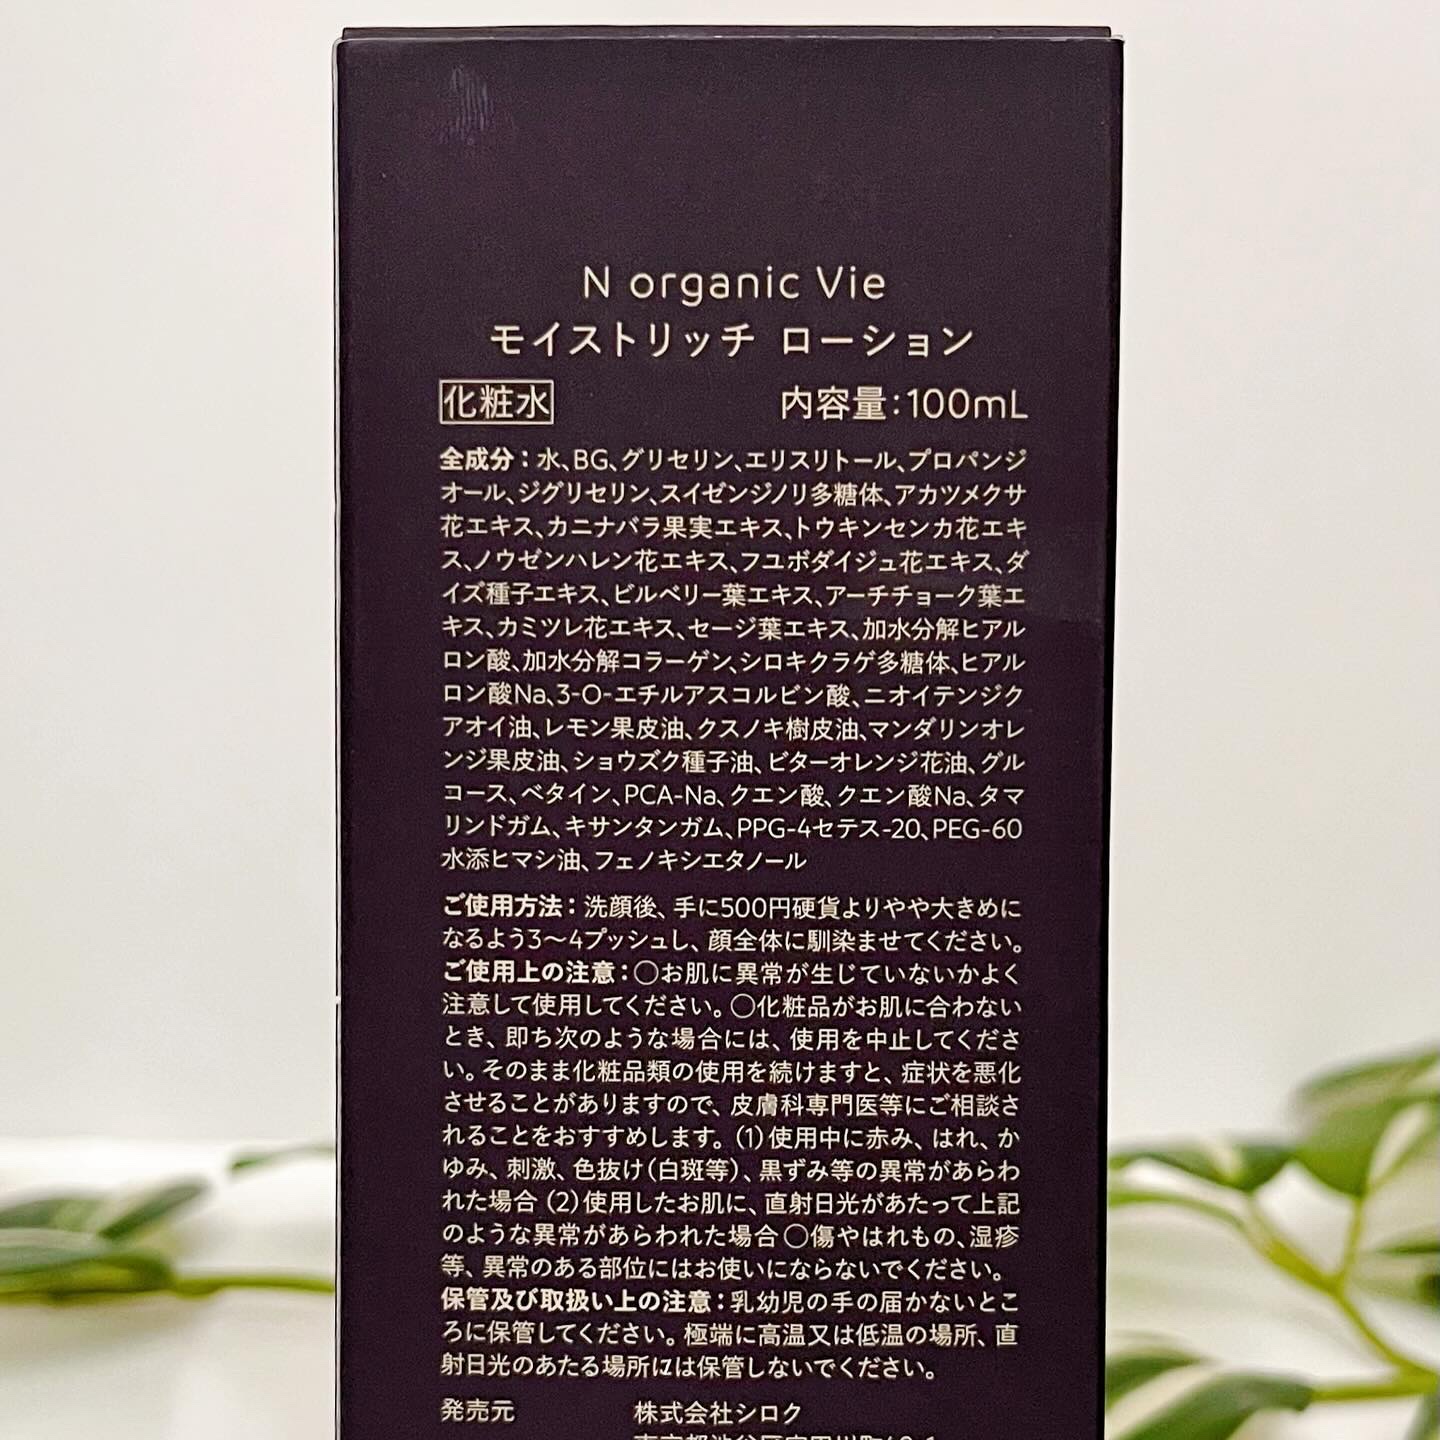 N organic Vie
モイストリッチ ローション
化粧水 内容量：100mL
全成分：水、BG、グリセリン、エリスリトール、プロパンジ
オール、ジグリセリン、スイゼンジノリ多糖体、アカツメクサ
花エキス、カニナバラ果実エキス、トウキンセンカ花エキ
ス、ノウゼンハレン花エキス、フユボダイジュ花エキス、ダ
イズ種子エキス、ビルベリー葉エキス、アーチチョーク葉エ
キス、カミツレ花エキス、セージ葉エキス、加水分解ヒアル
ロン酸、加水分解コラーゲン、シロキクラゲ多糖体、ヒアル
ロン酸Na、3-O-エチルアスコルビン酸、ニオイテンジク
アオイ油、レモン果皮油、クスノキ樹皮油、マンダリンオレ
ンジ果皮油、ショウズク種子油、ビターオレンジ花油、グル
コース、ベタイン、PCA-Na、クエン酸、クエン酸Na、タマ
リンドガム、キサンタンガム、PPG-4セテス-20、PEG-60
水添ヒマシ油、フェノキシエタノール
ご使用方法：洗顔後、手に500円硬貨よりやや大きめに
なるよう3～4プッシュし、顔全体に馴染ませてください。
ご使用上の注意：○お肌に異常が生じていないかよく
注意して使用してください。○化粧品がお肌に合わない
とき、即ち次のような場合には、使用を中止してくださ
い。そのまま化粧品類の使用を続けますと、症状を悪化
させることがありますので、皮膚科専門医等にご相談さ
れることをおすすめします。（1）使用中に赤み、はれ、か
ゆみ、刺激、色抜け（白斑等）、黒ずみ等の異常があらわ
れた場合（2）使用したお肌に、直射日光があたって上記
のような異常があらわれた場合○傷やはれもの、湿疹
等、異常のある部位にはお使いにならないでください。
保管及び取扱い上の注意：乳幼児の手の届かないとこ
ろに保管してください。極端に高温又は低温の場所、直
射日光のあたる場所には保管しないでください。
発売元 株式会社シロク